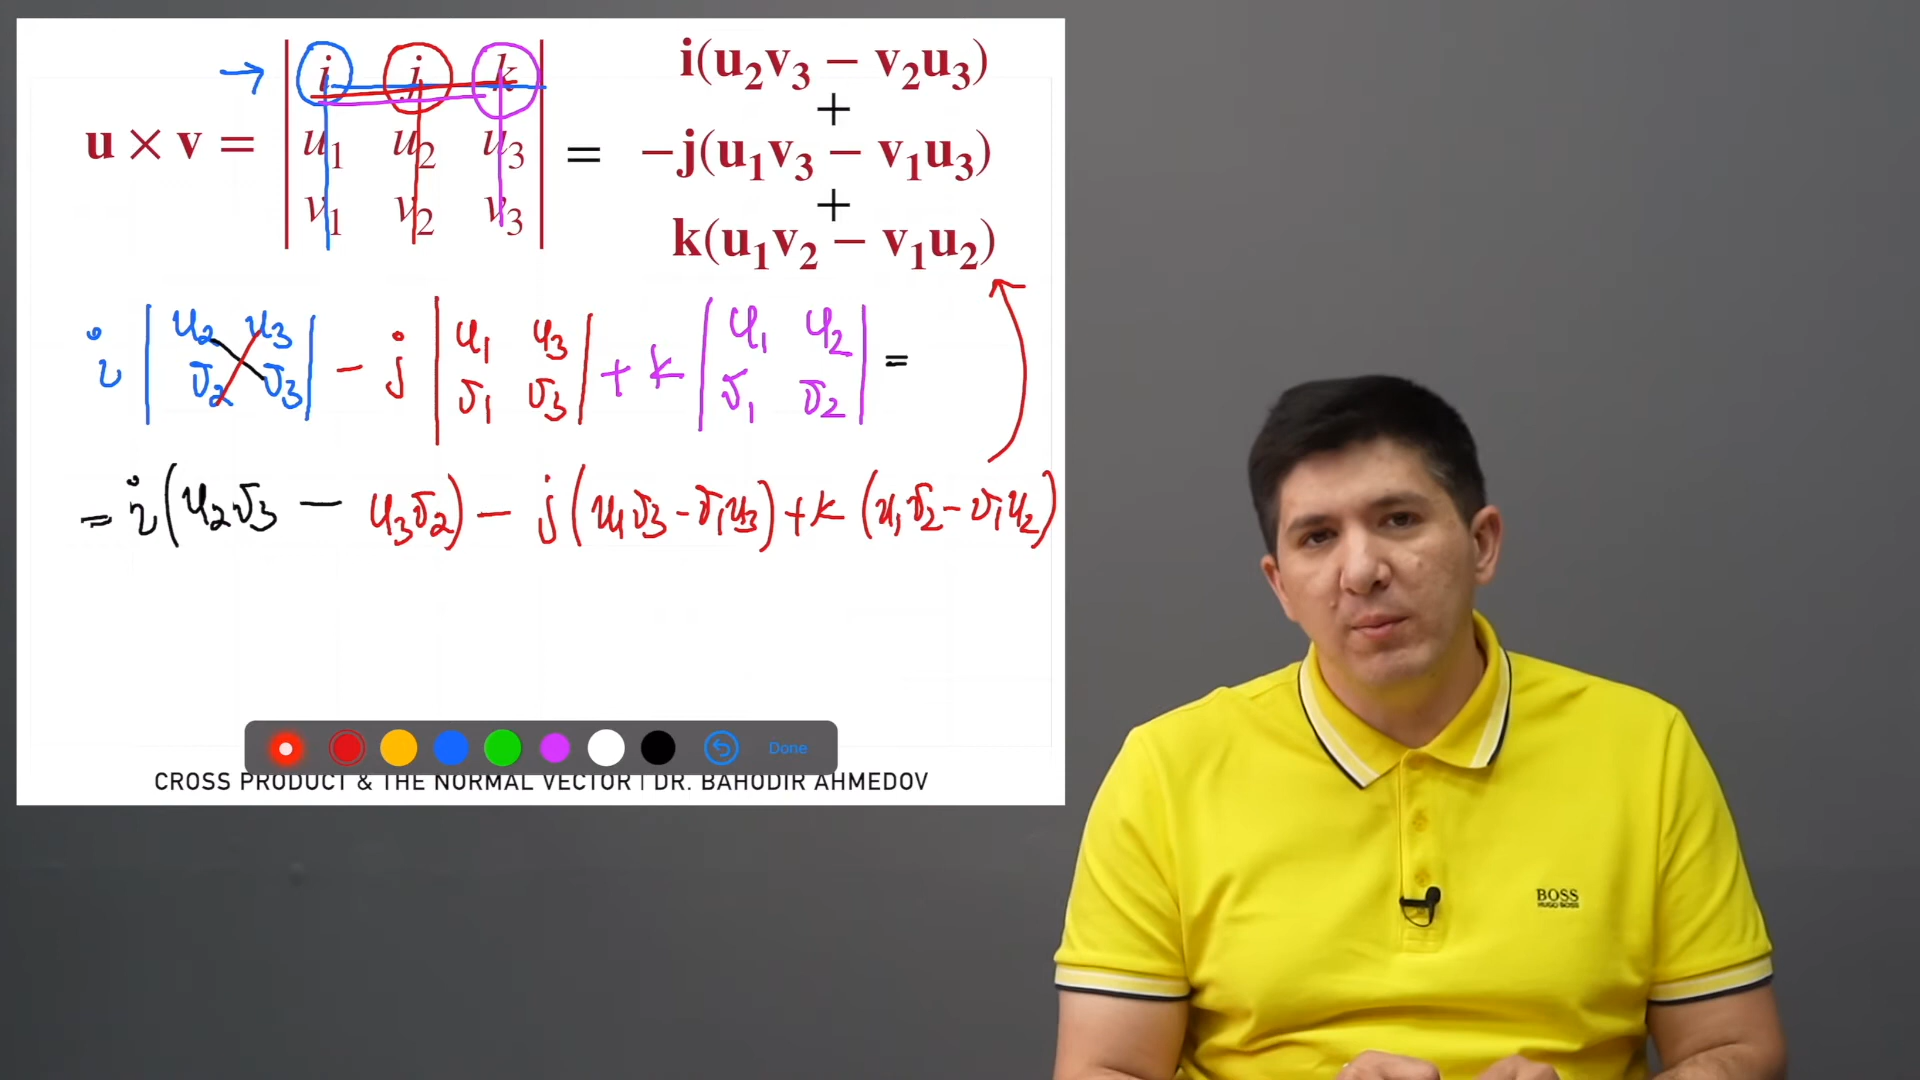 → | i j k | i(u₂v₃ − v₂u₃)
+
u × v = | u₁ u₂ u₃ | = −j(u₁v₃ − v₁u₃)
+
| v₁ v₂ v₃ | k(u₁v₂ − v₁u₂)
i | u₂ u₃ | − j | u₁ u₃ | + k | u₁ u₂ | =
| v₂ v₃ | | v₁ v₃ | | v₁ v₂ |
= i(u₂v₃ − u₃v₂) − j(u₁v₃ − v₁u₃) + k(u₁v₂ − v₁u₂)
Done
CROSS PRODUCT & THE NORMAL VECTOR | DR. BAHODIR AHMEDOV
BOSS
HUGO BOSS